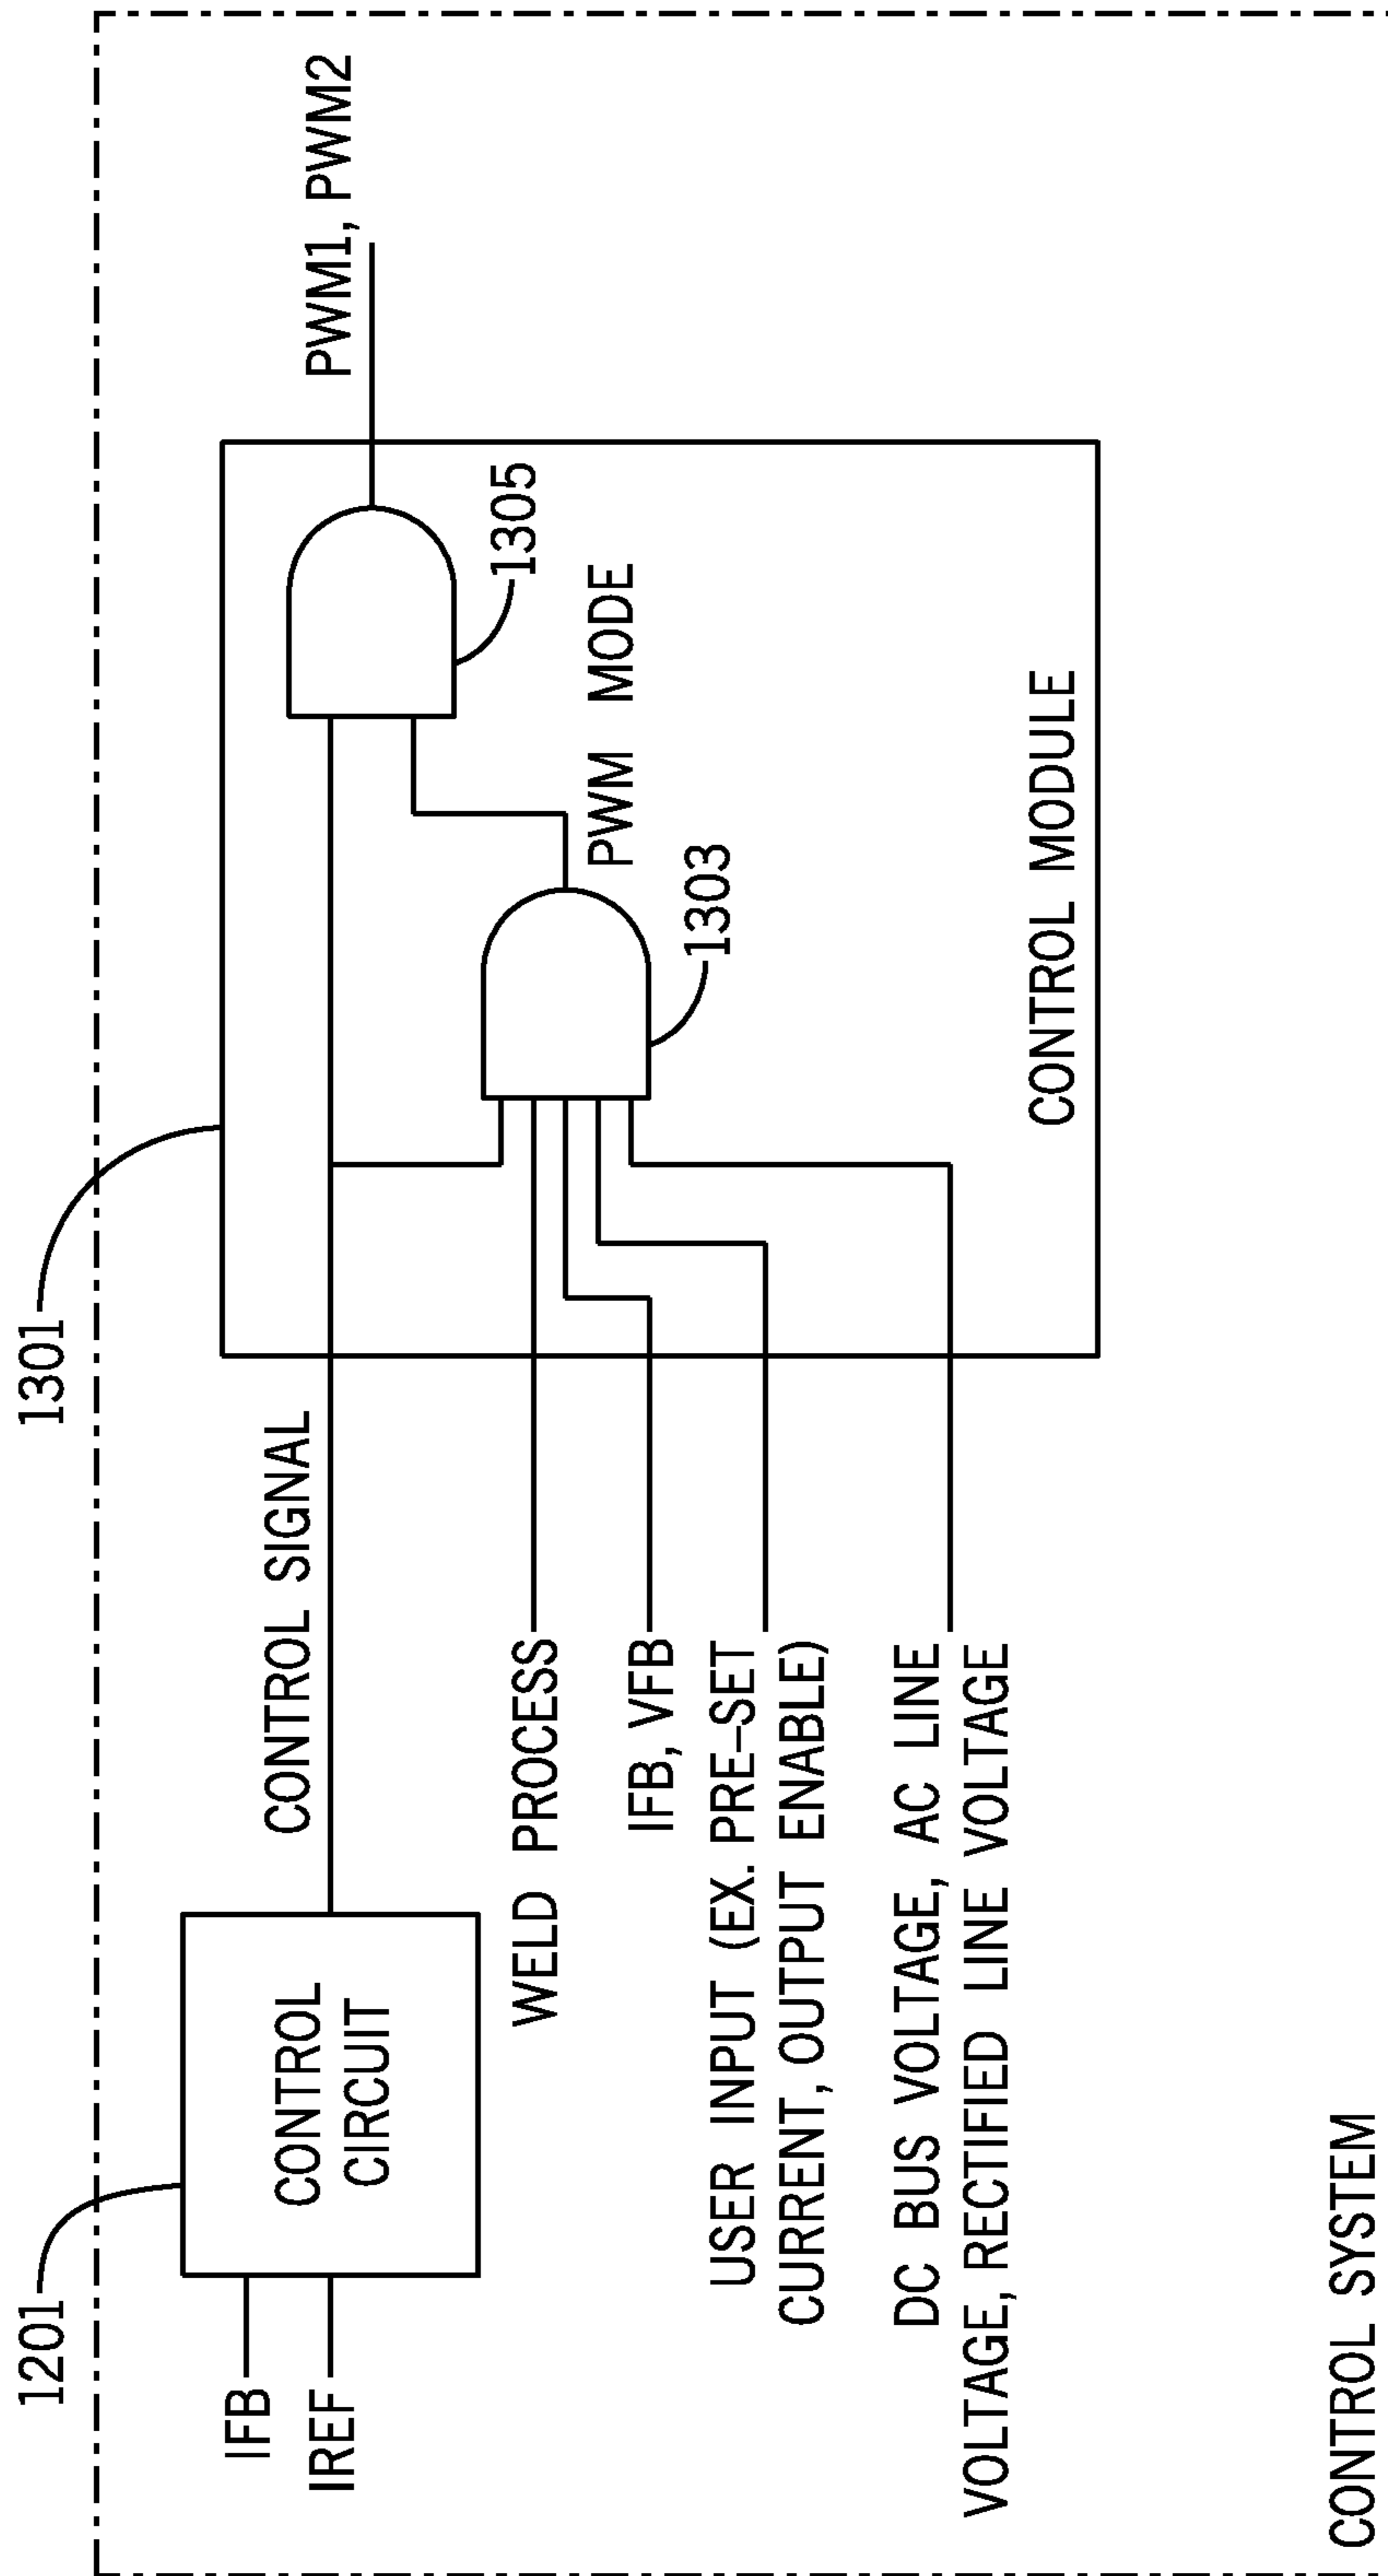 1201
1301
IFB
IREF
CONTROL
CIRCUIT
CONTROL SIGNAL
PWM1, PWM2
1305
WELD PROCESS
PWM MODE
IFB, VFB
1303
USER INPUT (EX. PRE-SET
CURRENT, OUTPUT ENABLE)
DC BUS VOLTAGE, AC LINE
VOLTAGE, RECTIFIED LINE VOLTAGE
CONTROL MODULE
CONTROL SYSTEM